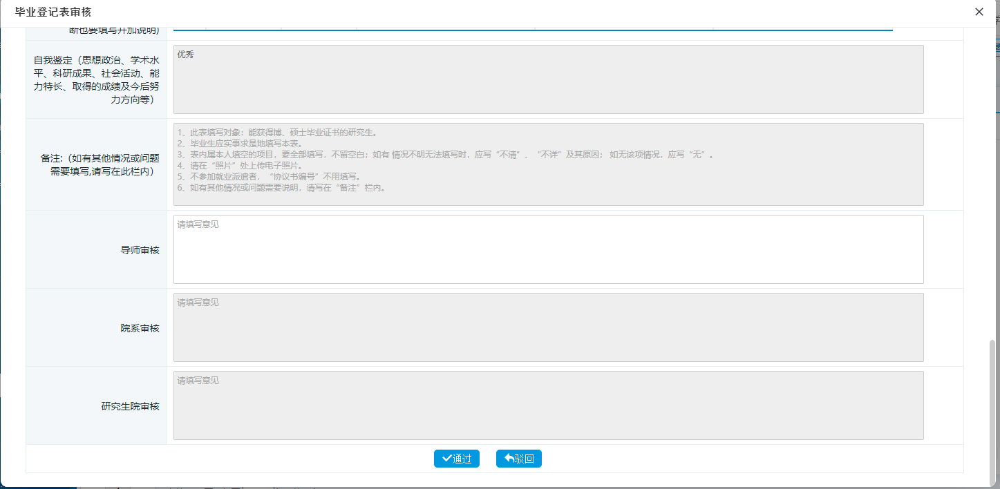 毕业登记表审核
断也要填写并加说明)
自我鉴定（思想政治、学术水
平、科研成果、社会活动、能
力特长、取得的成绩及今后努
力方向等）
优秀
备注:（如有其他情况或问题
需要填写,请写在此栏内）
1、此表填写对象：能获得博、硕士毕业证书的研究生。
2、毕业生应实事求是地填写本表。
3、表内属本人填空的项目，要全部填写，不留空白；如有 情况不明无法填写时，应写“不清”、“不详”及其原因； 如无该项情况，应写“无”。
4、请在“照片”处上传电子照片。
5、不参加就业派遣者，“协议书编号”不用填写。
6、如有其他情况或问题需要说明，请写在“备注”栏内。
导师审核
请填写意见
院系审核
请填写意见
研究生院审核
请填写意见
通过
驳回